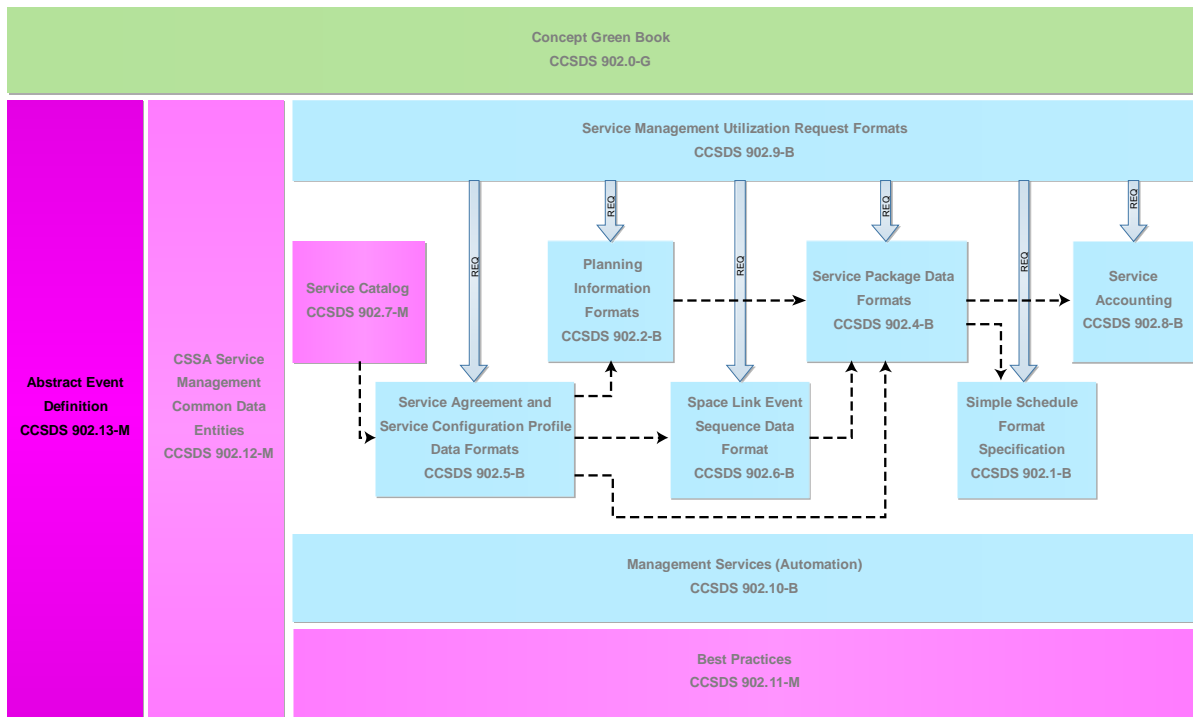 Concept Green Book
CCSDS 902.0-G
Abstract Event
Definition
CCSDS 902.13-M
CSSA Service
Management
Common Data
Entities
CCSDS 902.12-M
Service Management Utilization Request Formats
CCSDS 902.9-B
REQ
REQ
REQ
REQ
REQ
REQ
Service Catalog
CCSDS 902.7-M
Planning
Information
Formats
CCSDS 902.2-B
Service Package Data
Formats
CCSDS 902.4-B
Service
Accounting
CCSDS 902.8-B
Service Agreement and
Service Configuration Profile
Data Formats
CCSDS 902.5-B
Space Link Event
Sequence Data
Format
CCSDS 902.6-B
Simple Schedule
Format
Specification
CCSDS 902.1-B
Management Services (Automation)
CCSDS 902.10-B
Best Practices
CCSDS 902.11-M